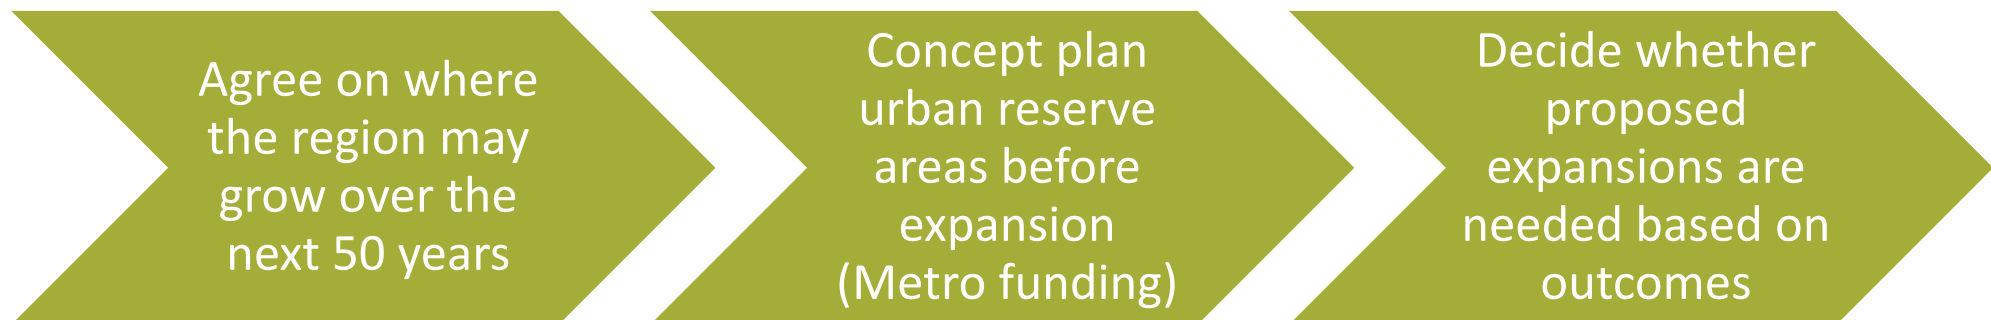 Agree on where
the region may
grow over the
next 50 years
Concept plan
urban reserve
areas before
expansion
(Metro funding)
Decide whether
proposed
expansions are
needed based on
outcomes